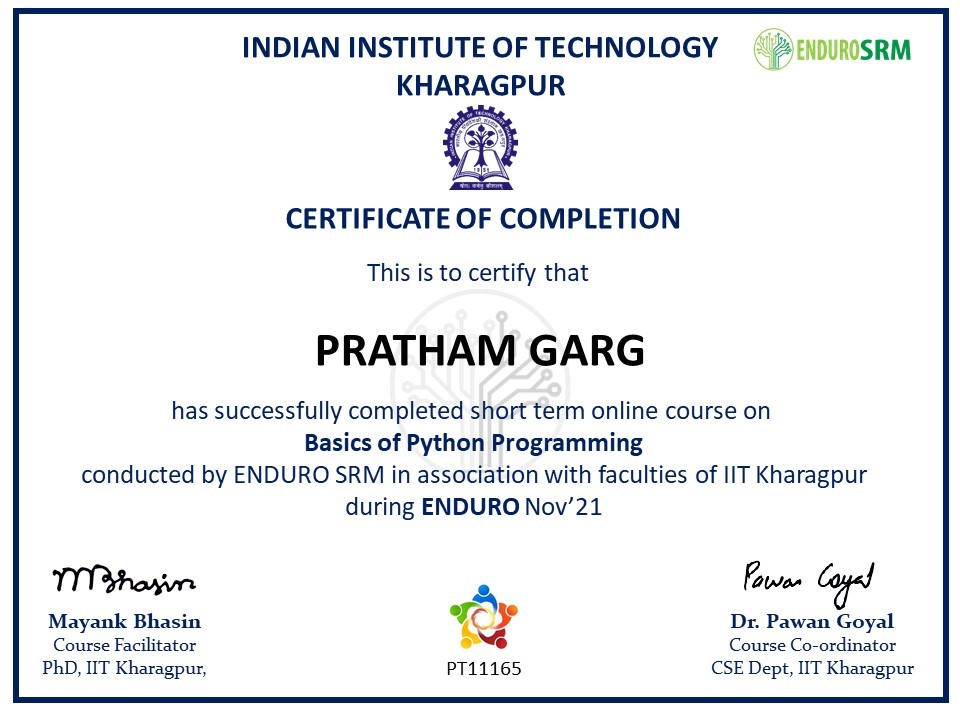 INDIAN INSTITUTE OF TECHNOLOGY
KHARAGPUR
ENDUROSRM
1951
CERTIFICATE OF COMPLETION
This is to certify that
PRATHAM GARG
has successfully completed short term online course on
Basics of Python Programming
conducted by ENDURO SRM in association with faculties of IIT Kharagpur
during ENDURO Nov’21
MBhasin
Mayank Bhasin
Course Facilitator
PhD, IIT Kharagpur,
PT11165
Pawan Goyal
Dr. Pawan Goyal
Course Co-ordinator
CSE Dept, IIT Kharagpur